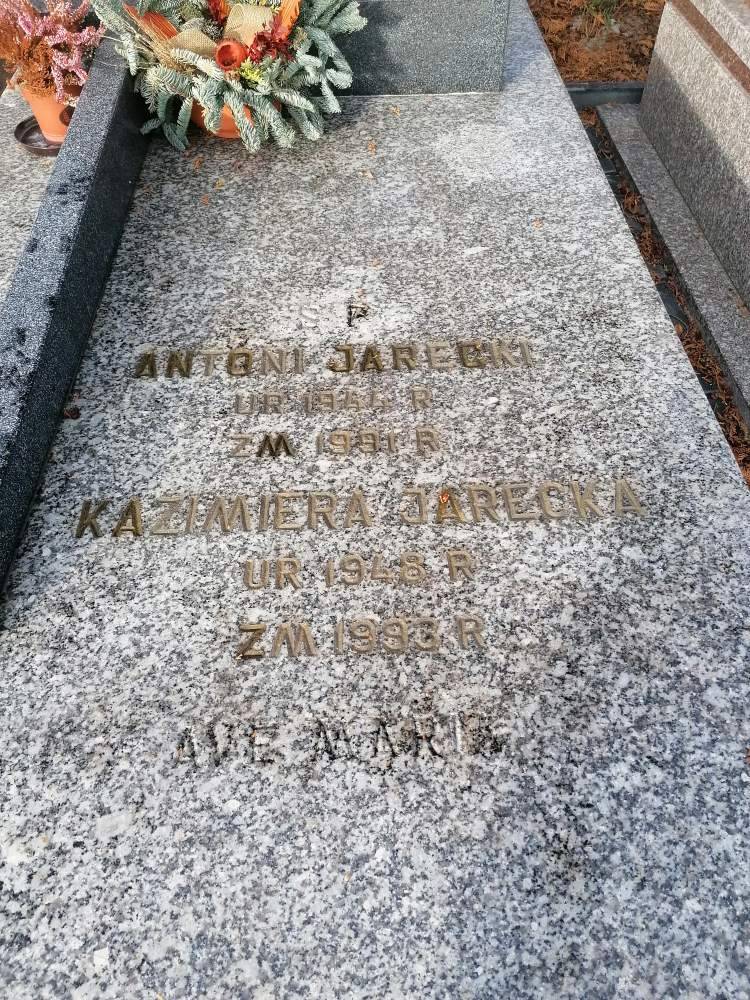 S P
ANTONI JARECKI
UR 1944 R
ZM 1991 R
KAZIMIERA JARECKA
UR 1948 R
ZM 1993 R
AVE MARIA